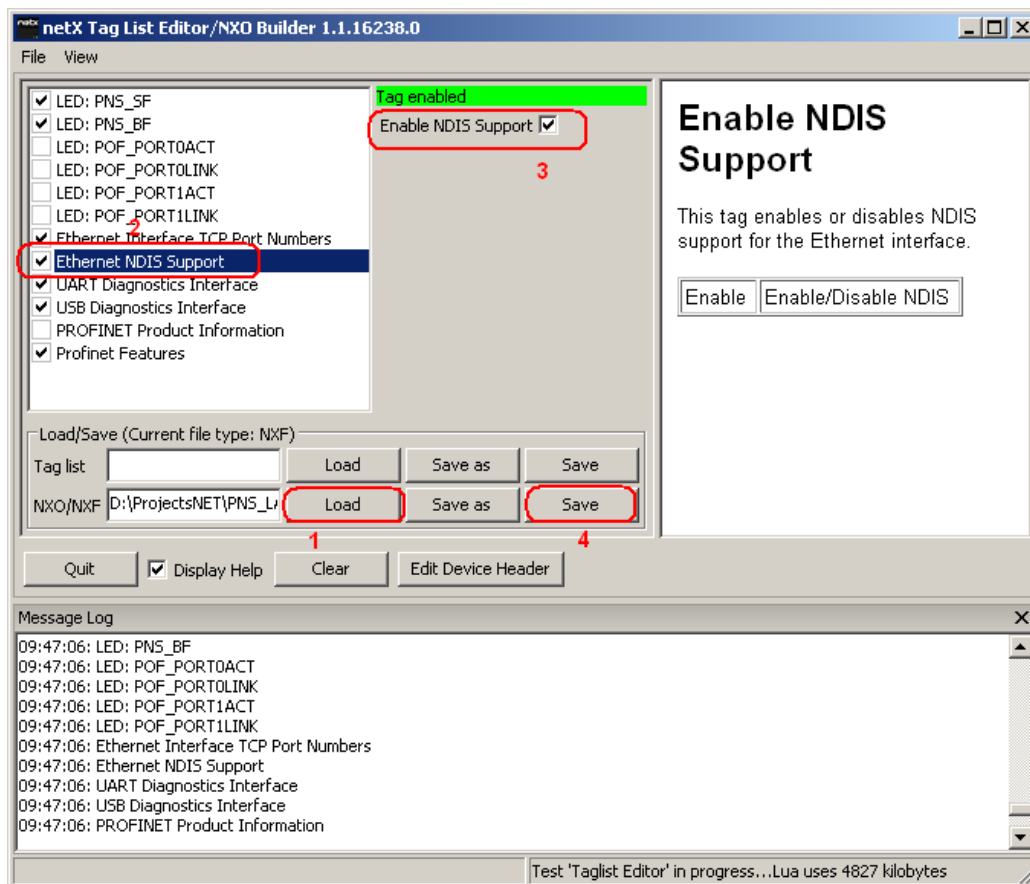 netX Tag List Editor/NXO Builder 1.1.16238.0
File View
LED: PNS_SF
LED: PNS_BF
LED: POF_PORT0ACT
LED: POF_PORT0LINK
LED: POF_PORT1ACT
LED: POF_PORT1LINK
2
Ethernet Interface TCP Port Numbers
Ethernet NDIS Support
UART Diagnostics Interface
USB Diagnostics Interface
PROFINET Product Information
Profinet Features
Tag enabled
Enable NDIS Support
3
Enable NDIS
Support
This tag enables or disables NDIS
support for the Ethernet interface.
Enable Enable/Disable NDIS
Load/Save (Current file type: NXF)
Tag list Load Save as Save
NXO/NXF D:\ProjectsNET\PNS_ Load Save as Save
1 4
Quit Display Help Clear Edit Device Header
Message Log
09:47:06: LED: PNS_BF
09:47:06: LED: POF_PORT0ACT
09:47:06: LED: POF_PORT0LINK
09:47:06: LED: POF_PORT1ACT
09:47:06: LED: POF_PORT1LINK
09:47:06: Ethernet Interface TCP Port Numbers
09:47:06: Ethernet NDIS Support
09:47:06: UART Diagnostics Interface
09:47:06: USB Diagnostics Interface
09:47:06: PROFINET Product Information
Test 'Taglist Editor' in progress...Lua uses 4827 kilobytes